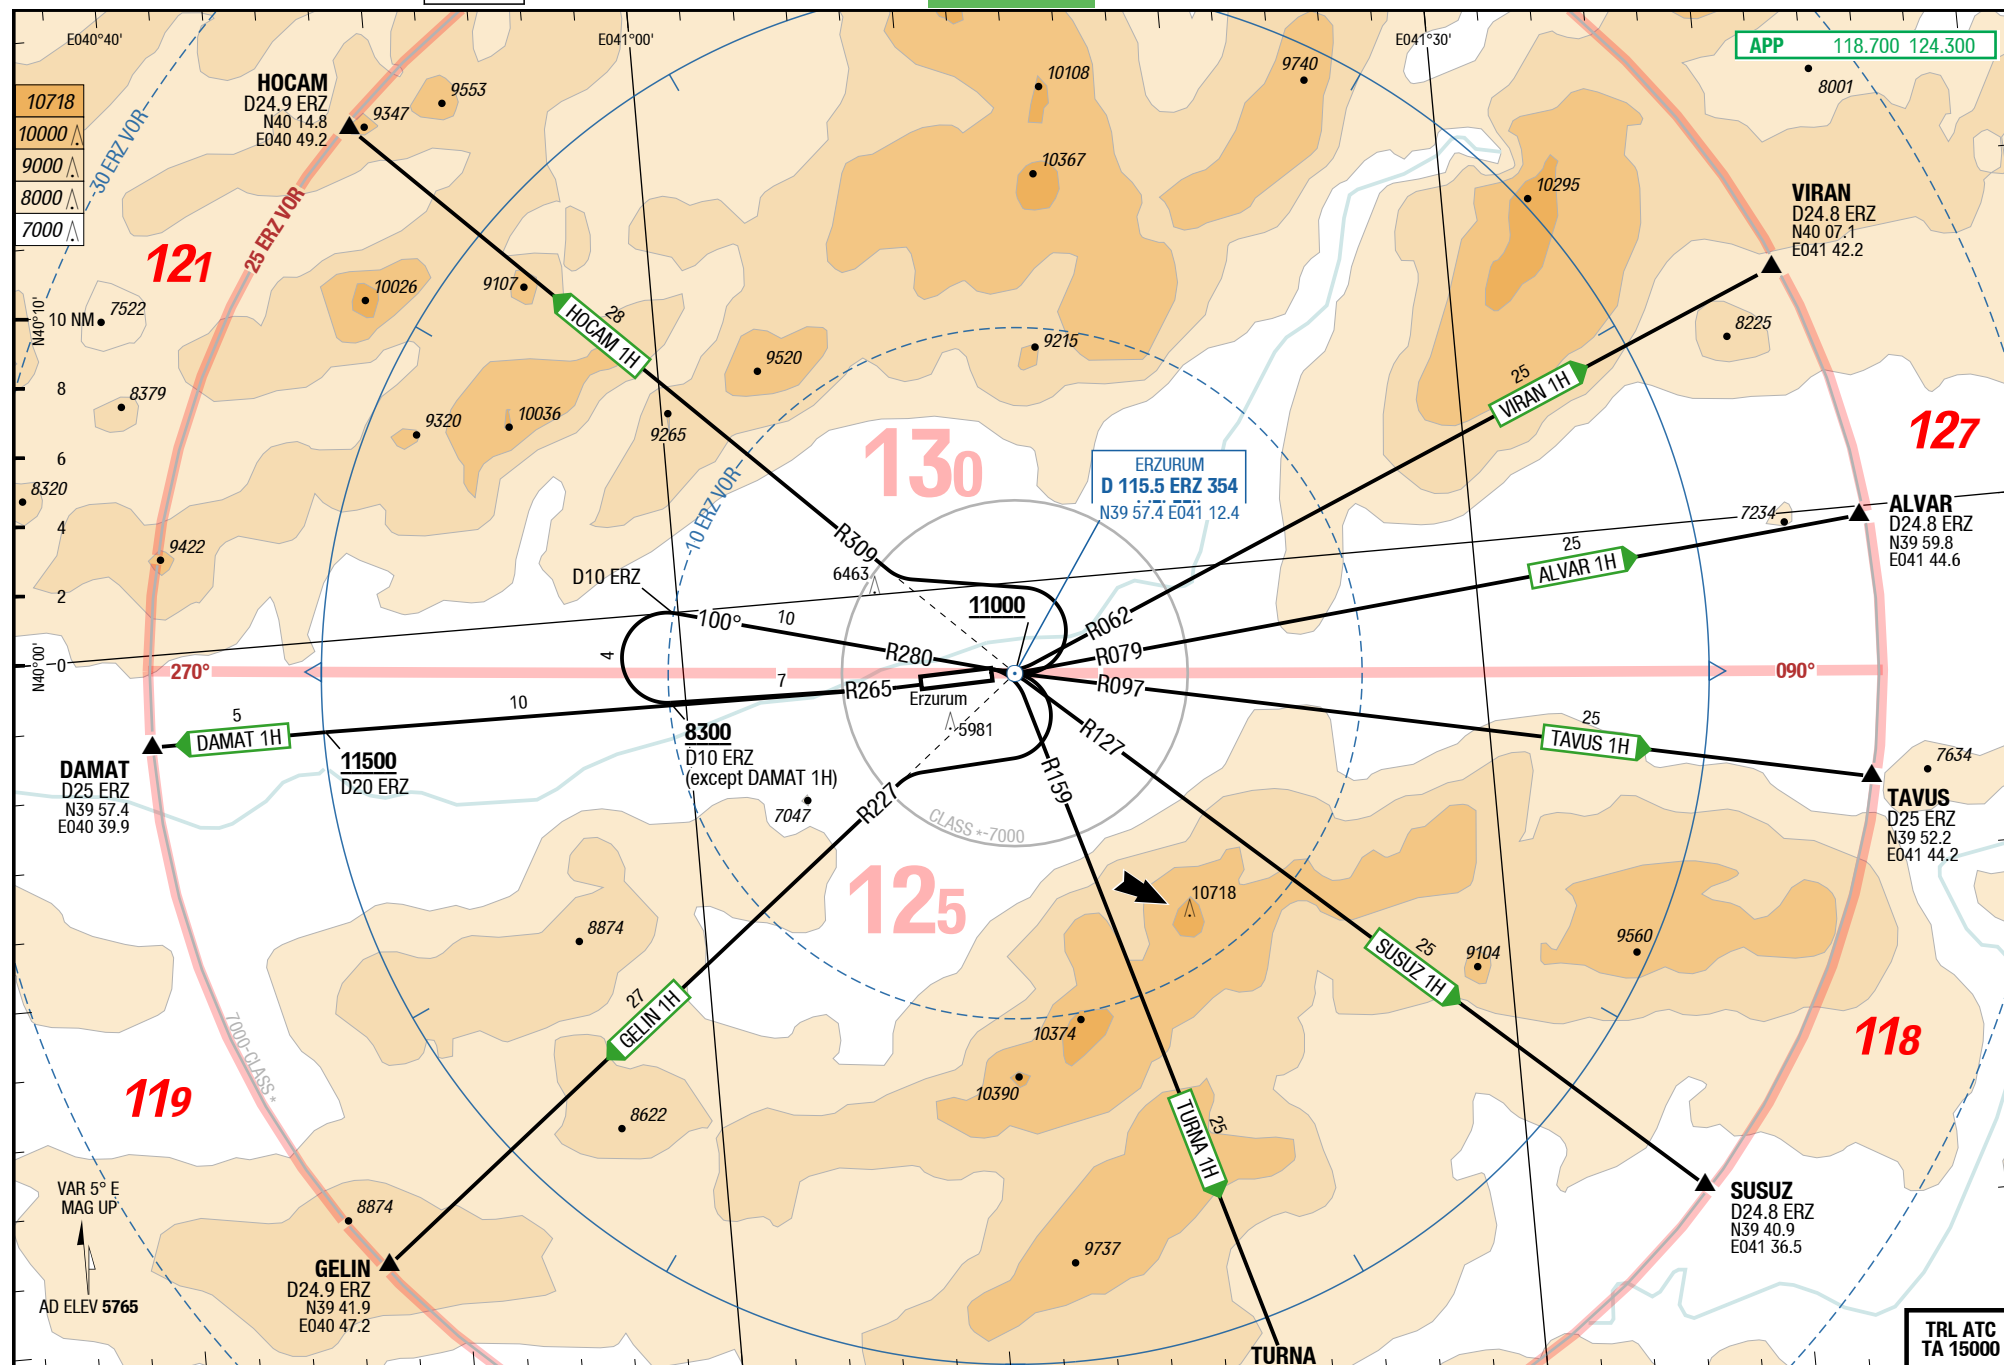 E040°40'
E041°00'
E041°30'
APP 118.700 124.300
8001
10718
10000
9000
8000
7000
30 ERZ VOR
HOCAM
D24.9 ERZ
N40 14.8
E040 49.2
9347
9553
10108
9740
10367
10295
VIRAN
D24.8 ERZ
N40 07.1
E041 42.2
121
25 ERZ VOR
10026
9107
28
HOCAM 1H
7522
N40°10'
10 NM
9520
9215
8225
25
VIRAN 1H
8
8379
9320
10036
9265
127
6
130
10 ERZ VOR
ERZURUM
D 115.5 ERZ 354
N39 57.4 E041 12.4
8320
4
9422
R309
7234
ALVAR
D24.8 ERZ
N39 59.8
E041 44.6
25
ALVAR 1H
D10 ERZ
6463
2
11000
100°
10
R062
R280
R079
4
N40°00'
0
270°
7
R265
Erzurum
R097
090°
10
5
DAMAT 1H
8300
D10 ERZ
(except DAMAT 1H)
5981
R127
25
TAVUS 1H
11500
D20 ERZ
DAMAT
D25 ERZ
N39 57.4
E040 39.9
R159
7634
TAVUS
D25 ERZ
N39 52.2
E041 44.2
7047
R227
CLASS *-7000
125
10718
8874
25
SUSUZ 1H
9104
9560
27
GELIN 1H
10374
118
7000-CLASS *
119
10390
8622
25
TURNA 1H
VAR 5° E
MAG UP
8874
SUSUZ
D24.8 ERZ
N39 40.9
E041 36.5
9737
GELIN
D24.9 ERZ
N39 41.9
E040 47.2
AD ELEV 5765
TRL ATC
TA 15000
TURNA